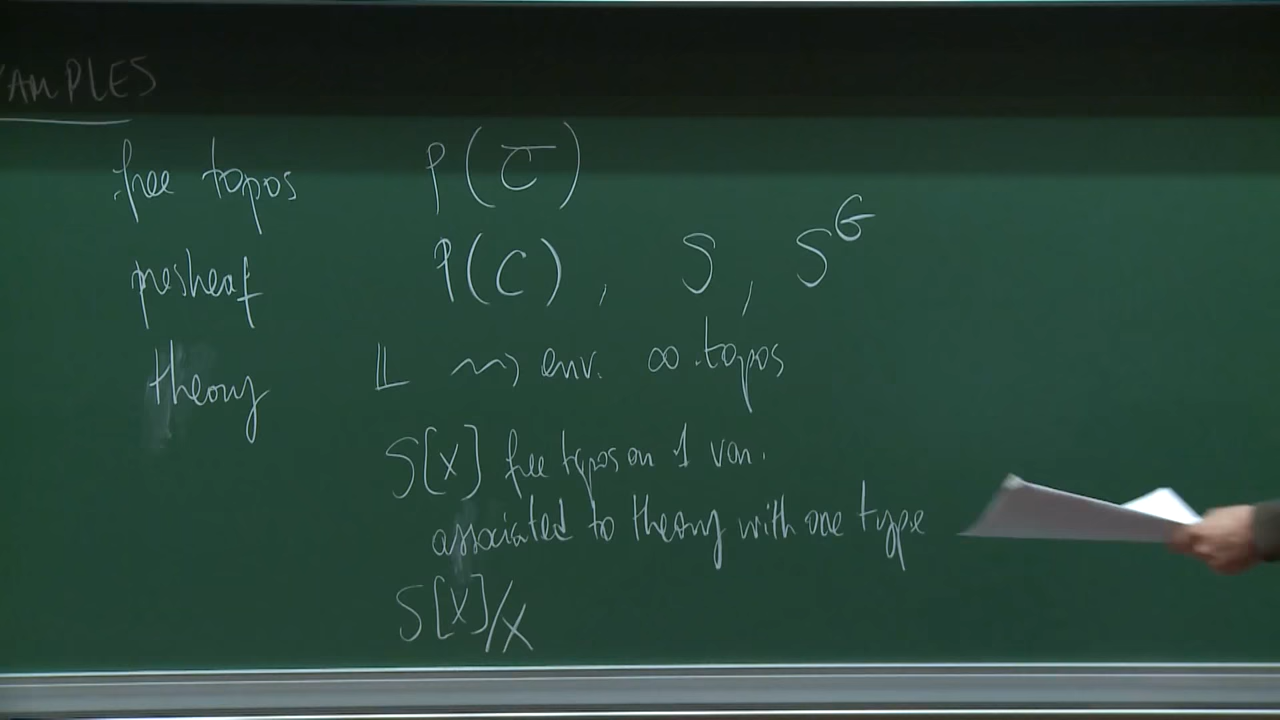 AMPLES
free topos P(C̅)
presheaf P(C), S, S^G
theory 𝕃 ⇝ env. ∞-topos
S[X] free topos on 1 var.
associated to theory with one type
S[X]/X